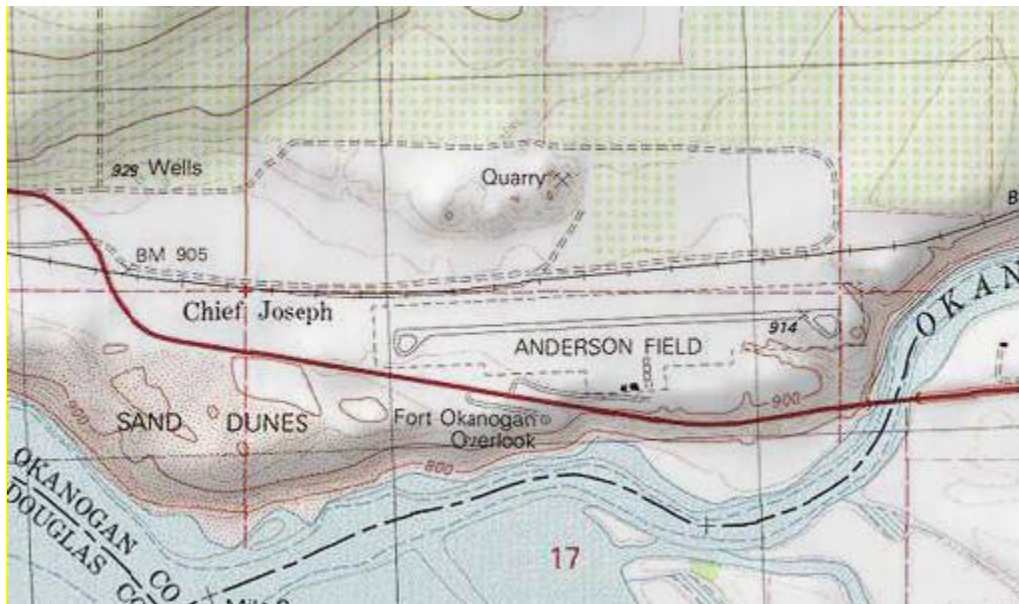 929 Wells
Quarry
B
BM 905
Chief Joseph
OKAN
914
ANDERSON FIELD
900
900
SAND DUNES
Fort Okanogan
Overlook
800
OKANOGAN CO
DOUGLAS CO
17